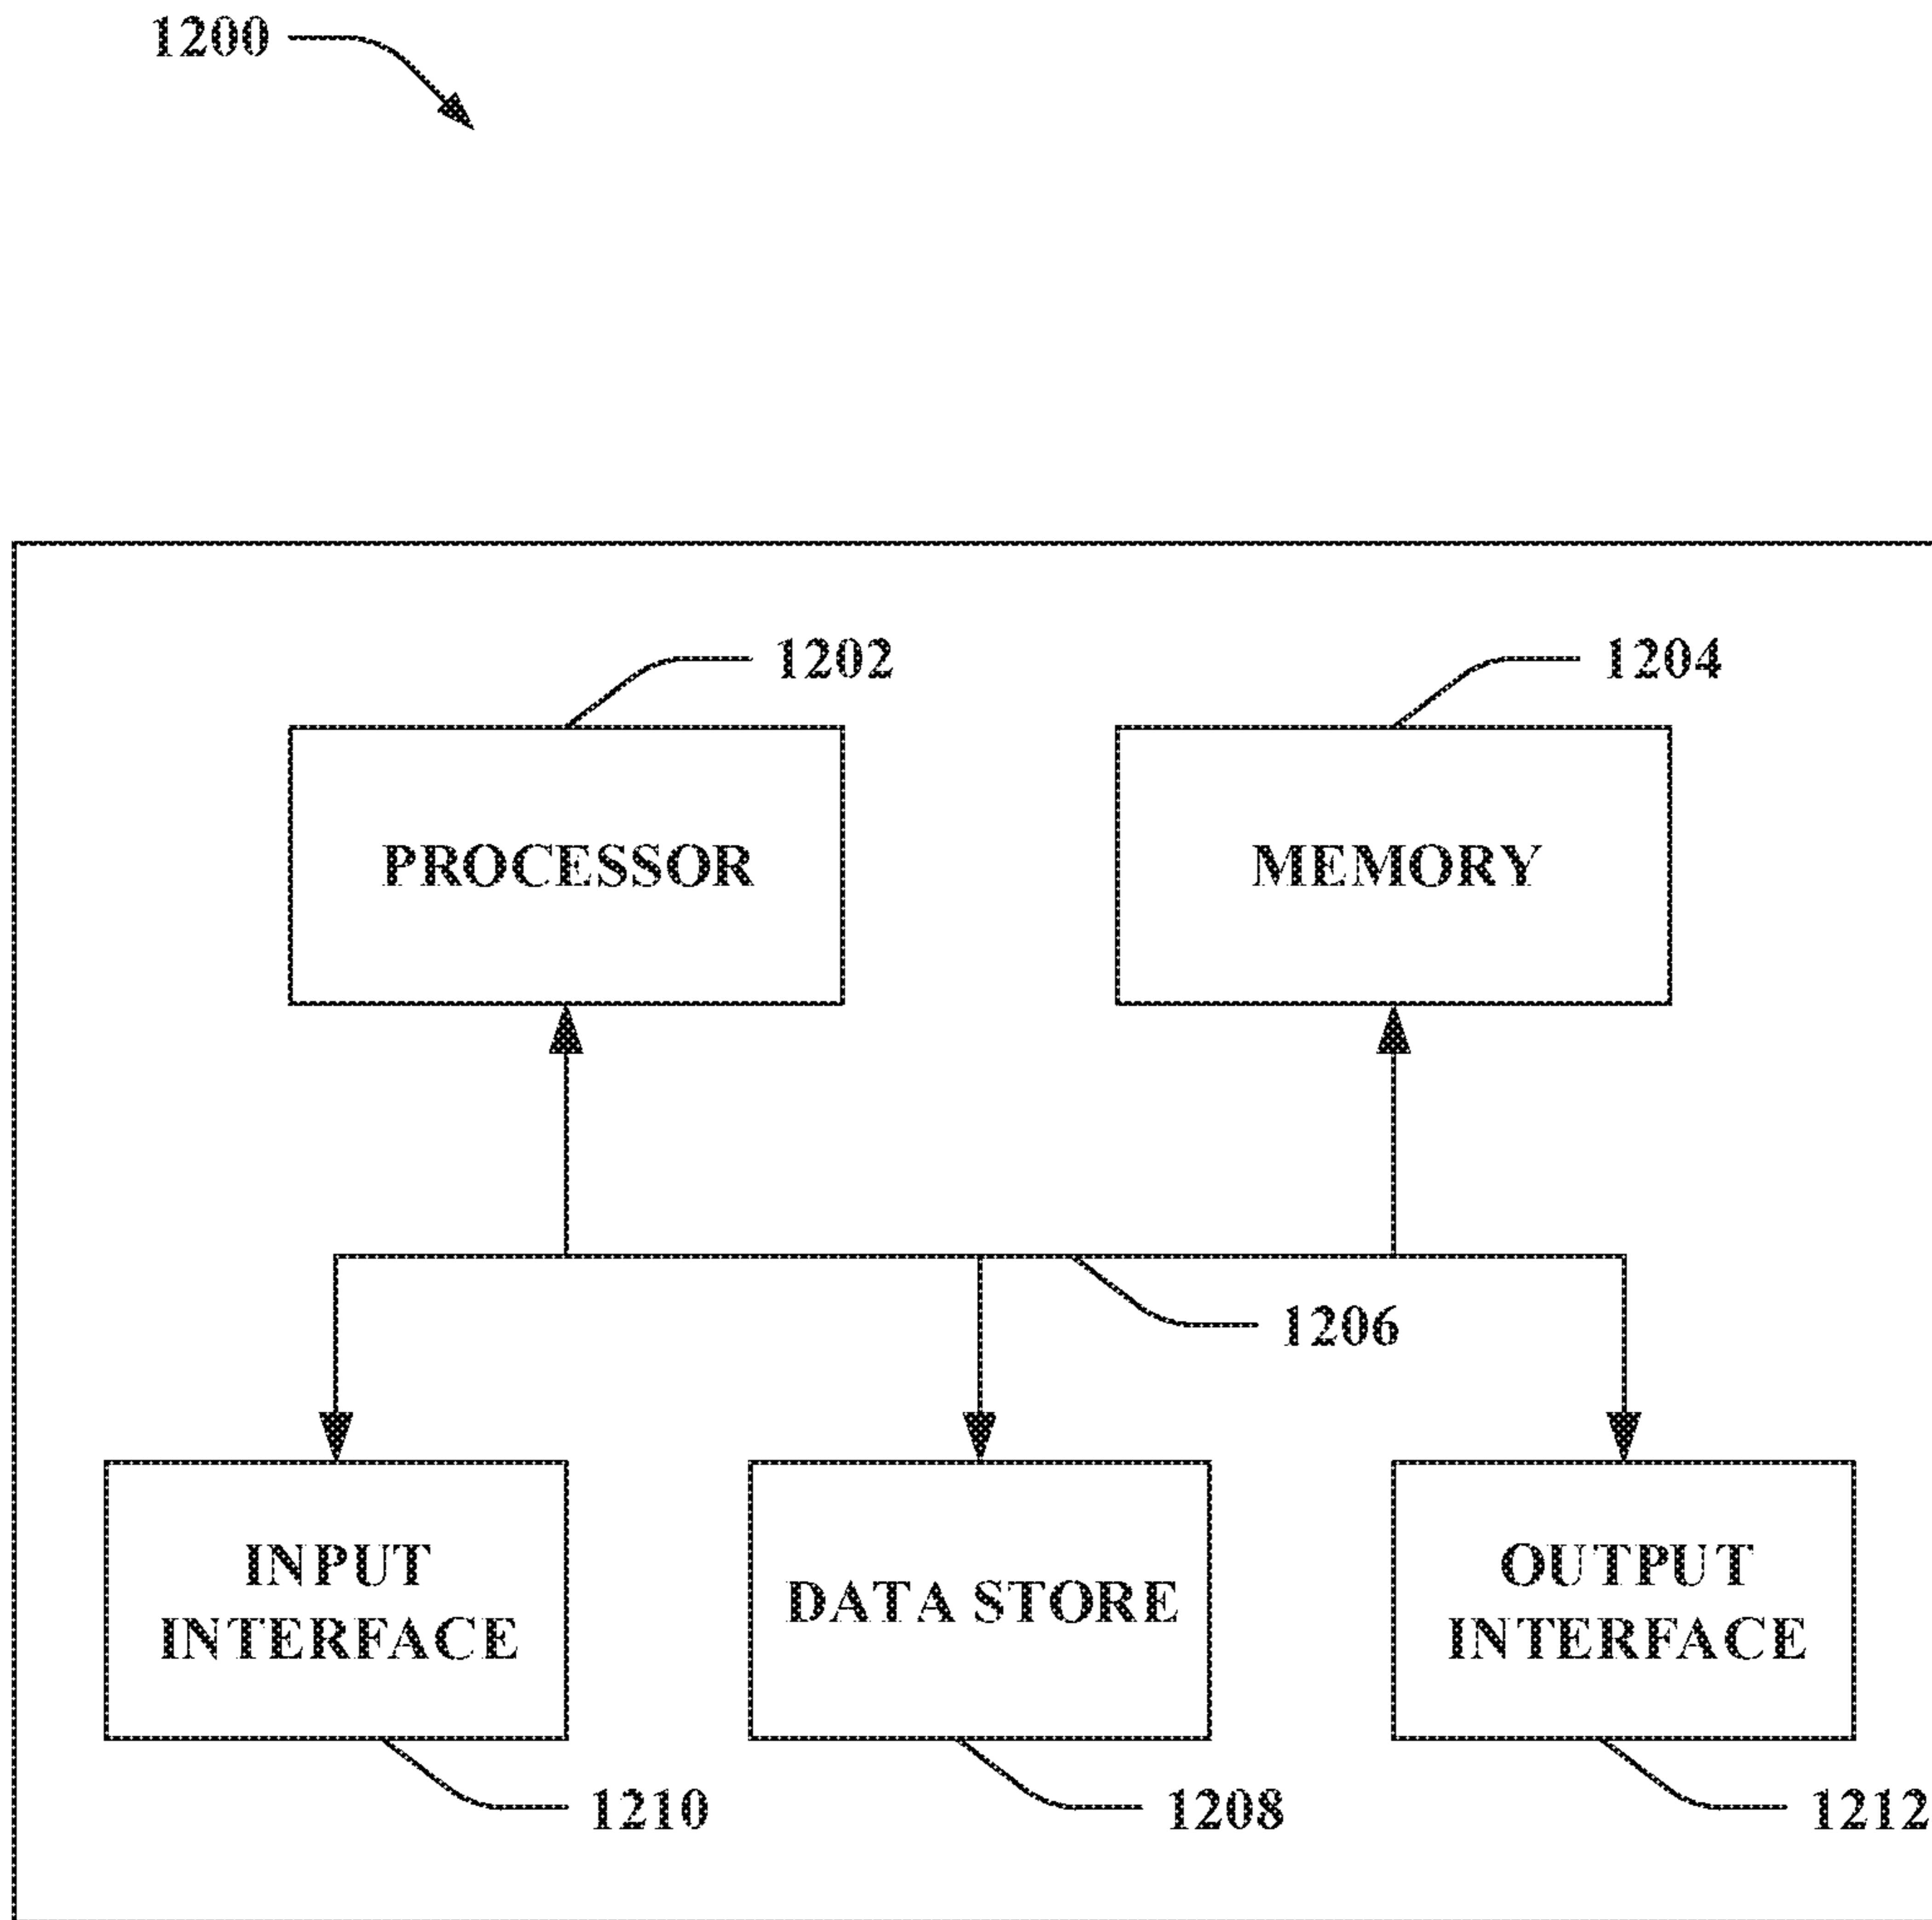 1200
1202
1204
PROCESSOR
MEMORY
1206
INPUT
INTERFACE
DATA STORE
OUTPUT
INTERFACE
1210
1208
1212